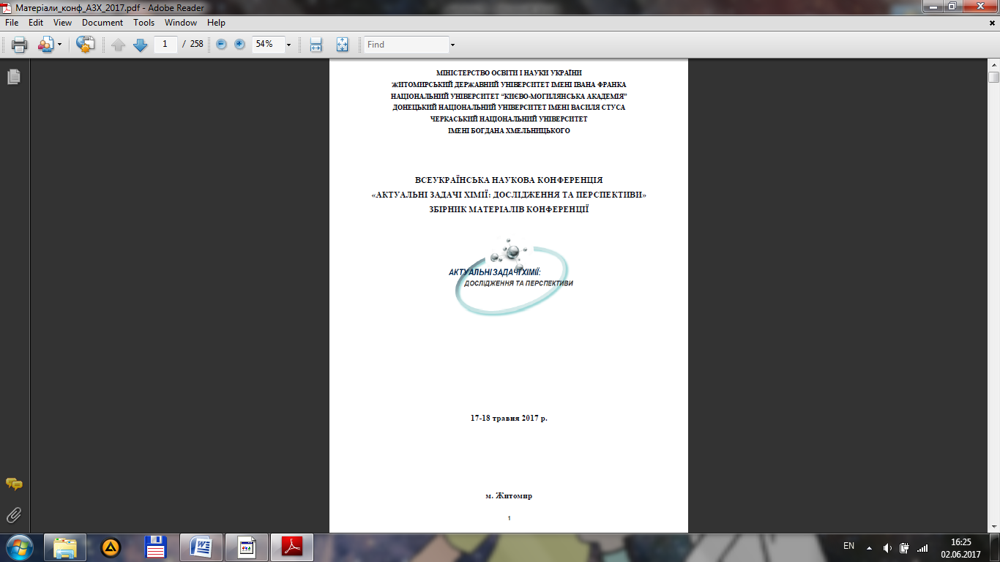 Матеріали_конф_АЗХ_2017.pdf - Adobe Reader
File Edit View Document Tools Window Help
1 / 258 54% Find
МІНІСТЕРСТВО ОСВІТИ І НАУКИ УКРАЇНИ
ЖИТОМИРСЬКИЙ ДЕРЖАВНИЙ УНІВЕРСИТЕТ ІМЕНІ ІВАНА ФРАНКА
НАЦІОНАЛЬНИЙ УНІВЕРСИТЕТ “КИЄВО-МОГИЛЯНСЬКА АКАДЕМІЯ”
ДОНЕЦЬКИЙ НАЦІОНАЛЬНИЙ УНІВЕРСИТЕТ ІМЕНІ ВАСИЛЯ СТУСА
ЧЕРКАСЬКИЙ НАЦІОНАЛЬНИЙ УНІВЕРСИТЕТ
ІМЕНІ БОГДАНА ХМЕЛЬНИЦЬКОГО
ВСЕУКРАЇНСЬКА НАУКОВА КОНФЕРЕНЦІЯ
«АКТУАЛЬНІ ЗАДАЧІ ХІМІЇ: ДОСЛІДЖЕННЯ ТА ПЕРСПЕКТИВИ»
ЗБІРНИК МАТЕРІАЛІВ КОНФЕРЕНЦІЇ
АКТУАЛЬНІ ЗАДАЧІ ХІМІЇ:
ДОСЛІДЖЕННЯ ТА ПЕРСПЕКТИВИ
17-18 травня 2017 р.
м. Житомир
1
EN 16:25
02.06.2017